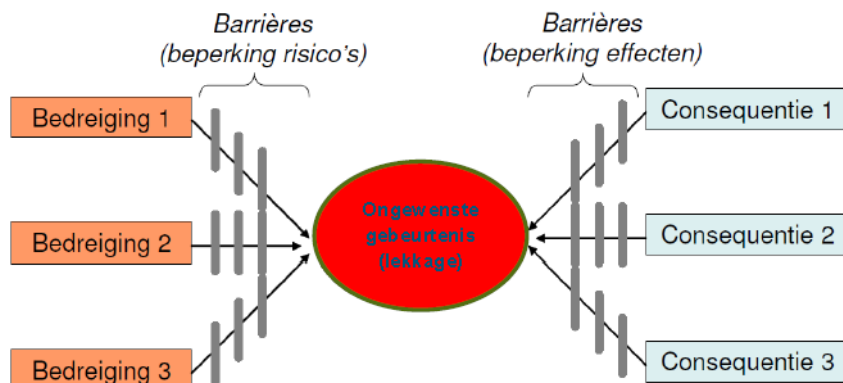 Barrières
(beperking risico's)
Barrières
(beperking effecten)
Bedreiging 1
Consequentie 1
Ongewenste
gebeurtenis
(lekkage)
Bedreiging 2
Consequentie 2
Bedreiging 3
Consequentie 3